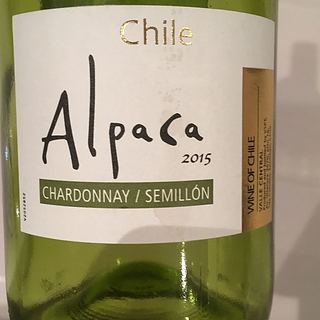 Chile
Alpaca
2015
CHARDONNAY / SEMILLÓN
WINE OF CHILE
VALLE CENTRAL